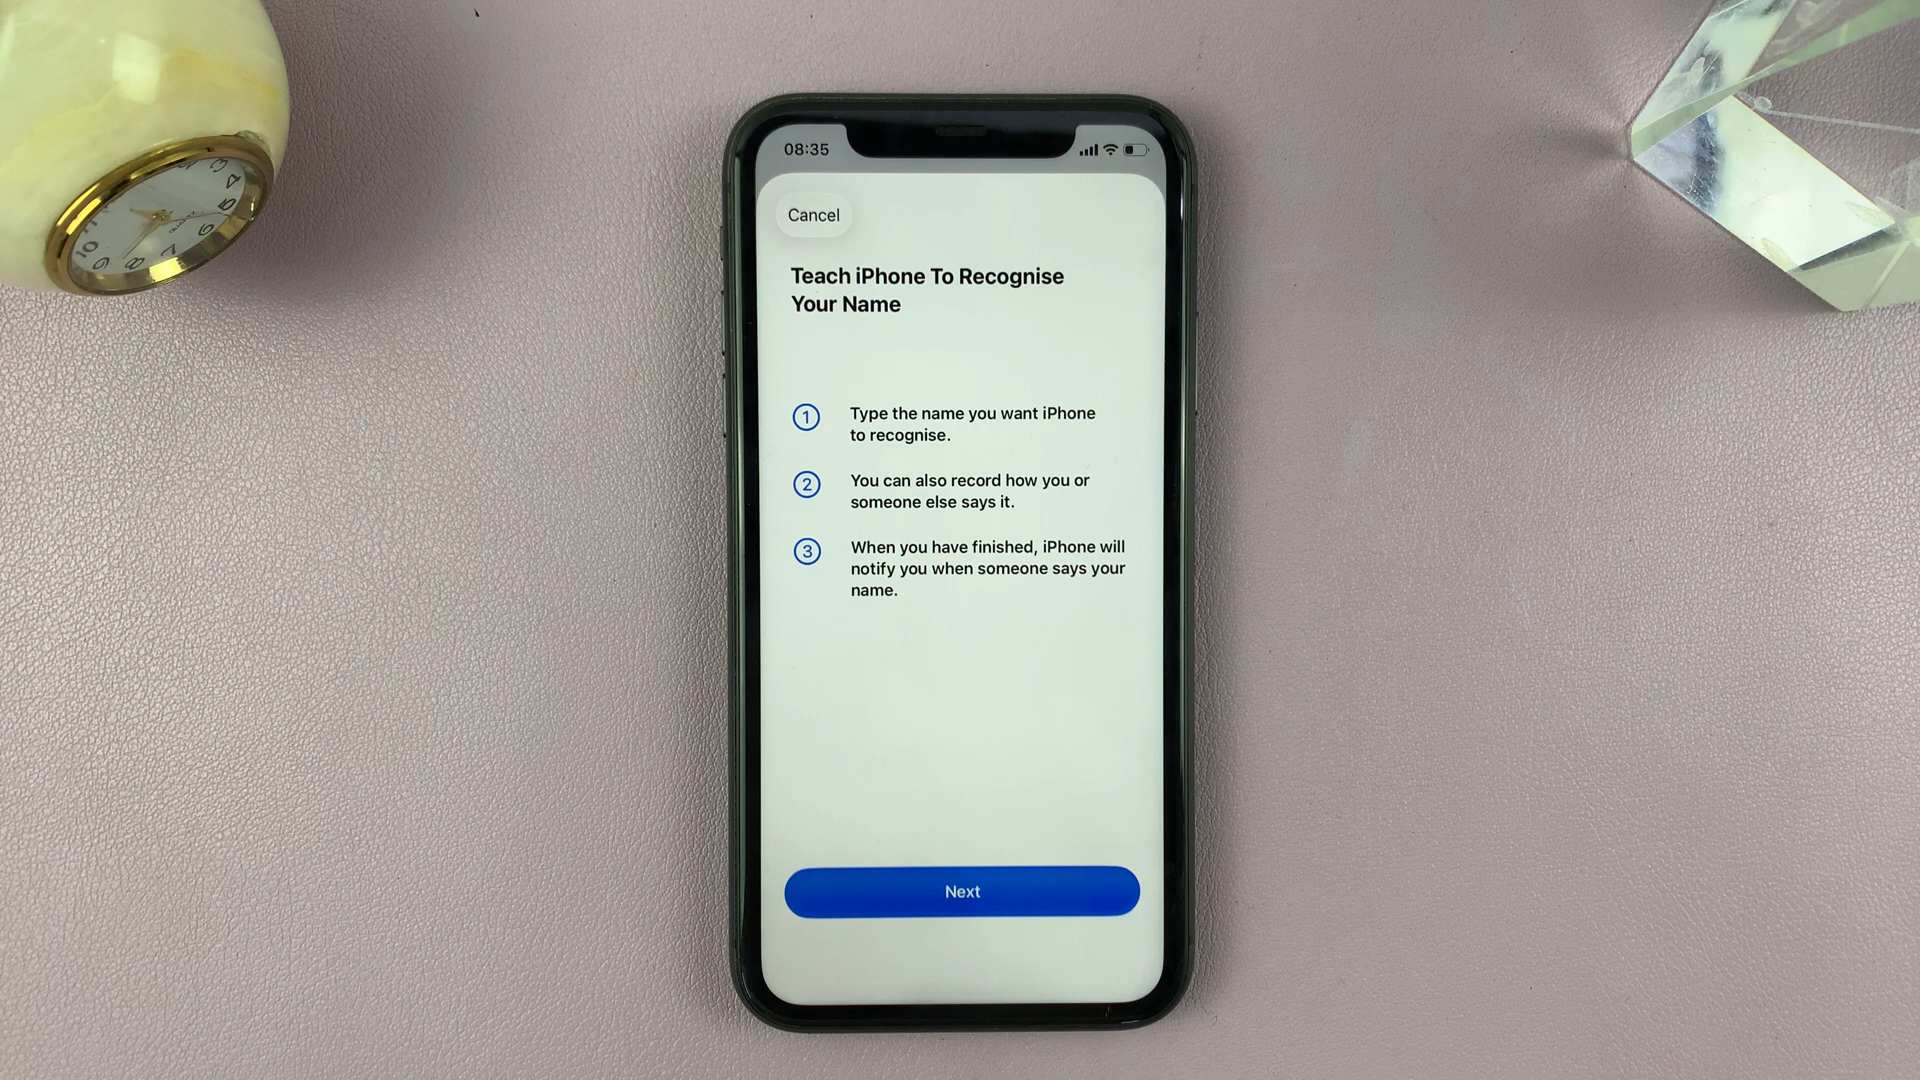 08:35
Cancel
Teach iPhone To Recognise
Your Name
1 Type the name you want iPhone
to recognise.
2 You can also record how you or
someone else says it.
3 When you have finished, iPhone will
notify you when someone says your
name.
Next